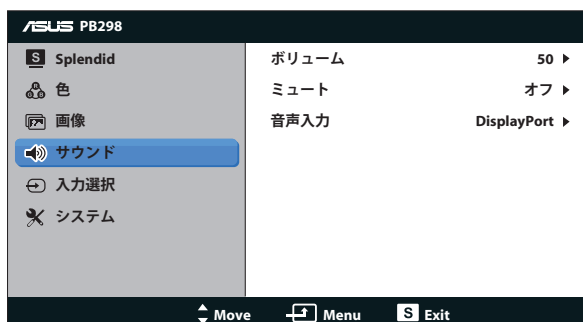 ASUS PB298
S Splendid
色
画像
サウンド
入力選択
システム
ボリューム 50
ミュート オフ
音声入力 DisplayPort
Move Menu S Exit